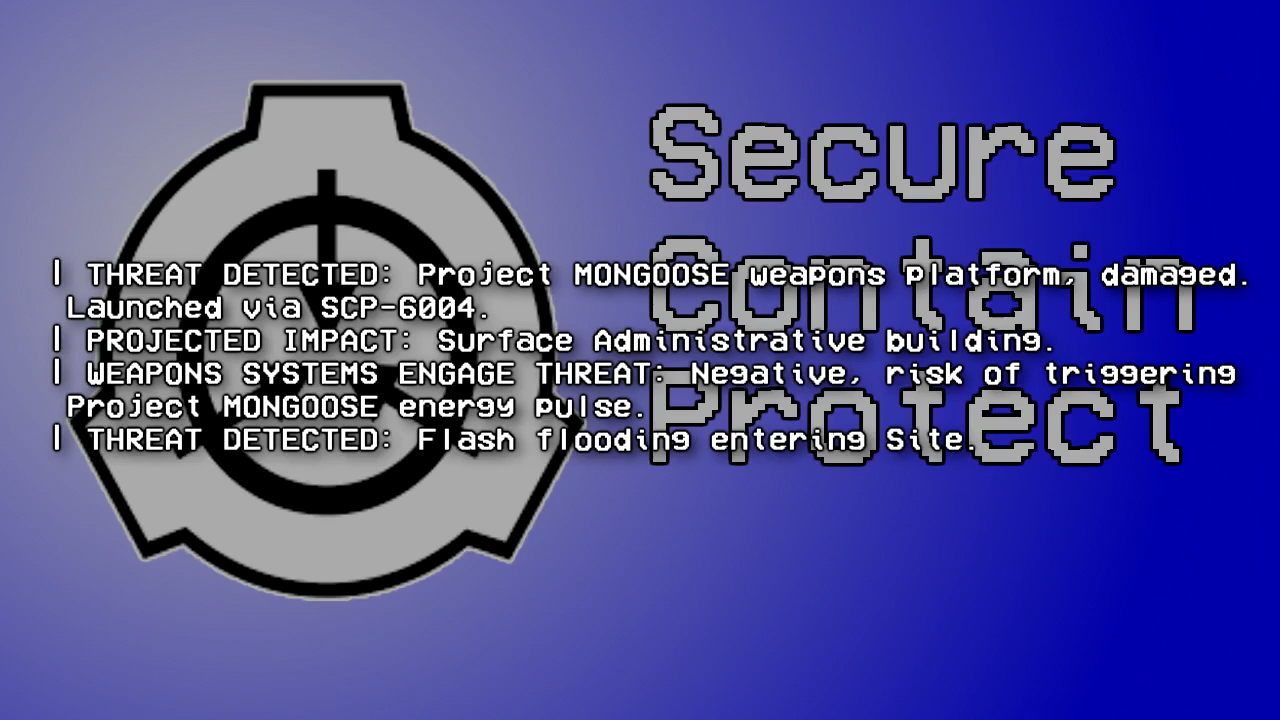 Secure
Contain
Protect
| THREAT DETECTED: Project MONGOOSE weapons platform, damaged.
Launched via SCP-6004.
| PROJECTED IMPACT: Surface Administrative building.
| WEAPONS SYSTEMS ENGAGE THREAT: Negative, risk of triggering
Project MONGOOSE energy pulse.
| THREAT DETECTED: Flash flooding entering Site.